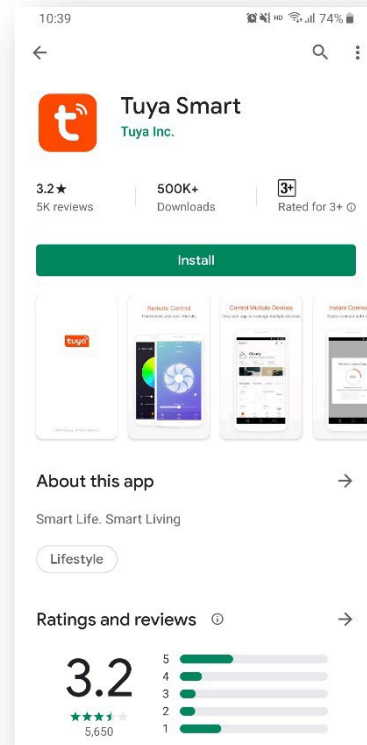 10:39
HD 74%
Tuya Smart
Tuya Inc.
3.2★ 500K+ 3+
5K reviews Downloads Rated for 3+
Install
tuya
Remote Control
Control Multiple Devices
Instant Connec
About this app
Smart Life. Smart Living
Lifestyle
Ratings and reviews
3.2
5
4
3
2
1
5,650